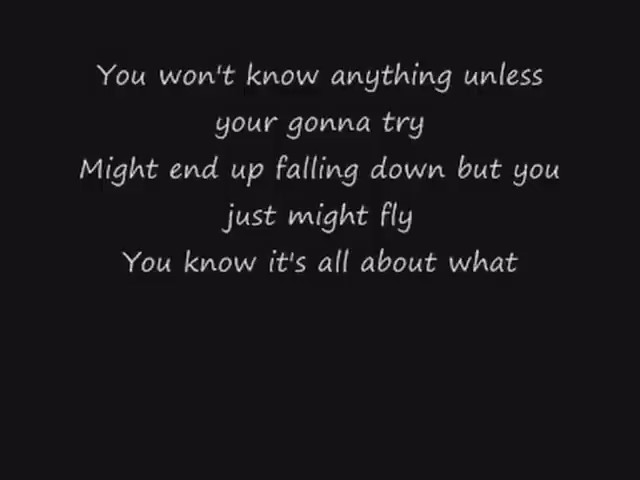 You won't know anything unless
your gonna try
Might end up falling down but you
just might fly
You know it's all about what